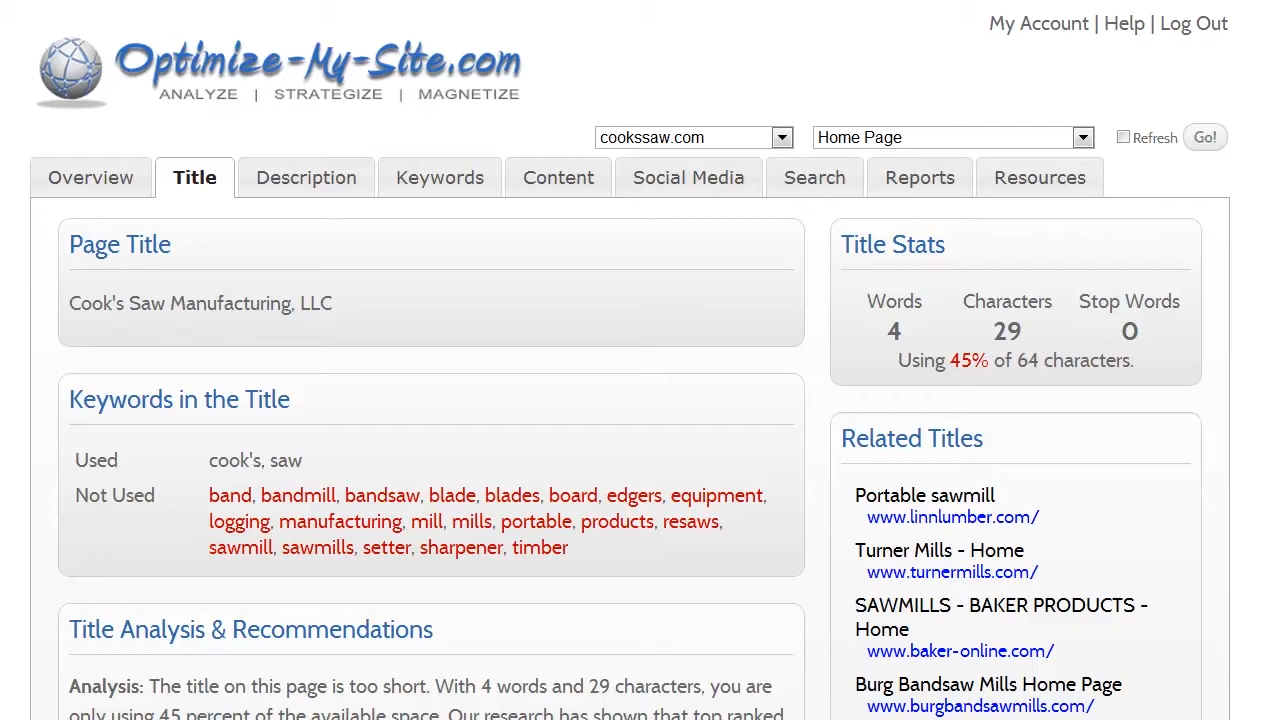 My Account | Help | Log Out
Optimize-My-Site.com
ANALYZE | STRATEGIZE | MAGNETIZE
cookssaw.com Home Page Refresh Go!
Overview Title Description Keywords Content Social Media Search Reports Resources
Page Title
Cook's Saw Manufacturing, LLC
Keywords in the Title
Used cook's, saw
Not Used band, bandmill, bandsaw, blade, blades, board, edgers, equipment,
logging, manufacturing, mill, mills, portable, products, resaws,
sawmill, sawmills, setter, sharpener, timber
Title Analysis & Recommendations
Analysis: The title on this page is too short. With 4 words and 29 characters, you are
only using 45 percent of the available space. Our research has shown that top ranked
Title Stats
Words Characters Stop Words
4 29 0
Using 45% of 64 characters.
Related Titles
Portable sawmill
www.linnlumber.com/
Turner Mills - Home
www.turnermills.com/
SAWMILLS - BAKER PRODUCTS -
Home
www.baker-online.com/
Burg Bandsaw Mills Home Page
www.burgbandsawmills.com/